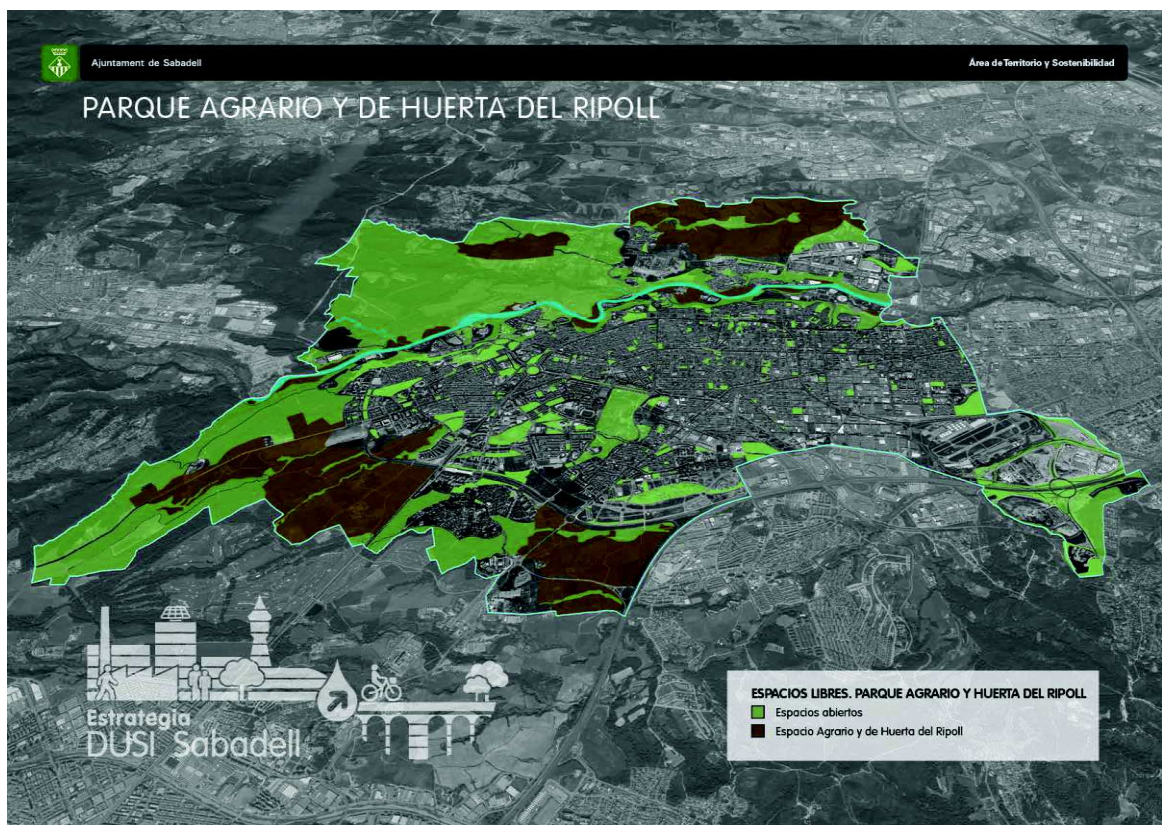 Ajuntament de Sabadell
Área de Territorio y Sostenibilidad
PARQUE AGRARIO Y DE HUERTA DEL RIPOLL
Estrategia
DUSI Sabadell
ESPACIOS LIBRES. PARQUE AGRARIO Y HUERTA DEL RIPOLL
Espacios abiertos
Espacio Agrario y de Huerta del Ripoll